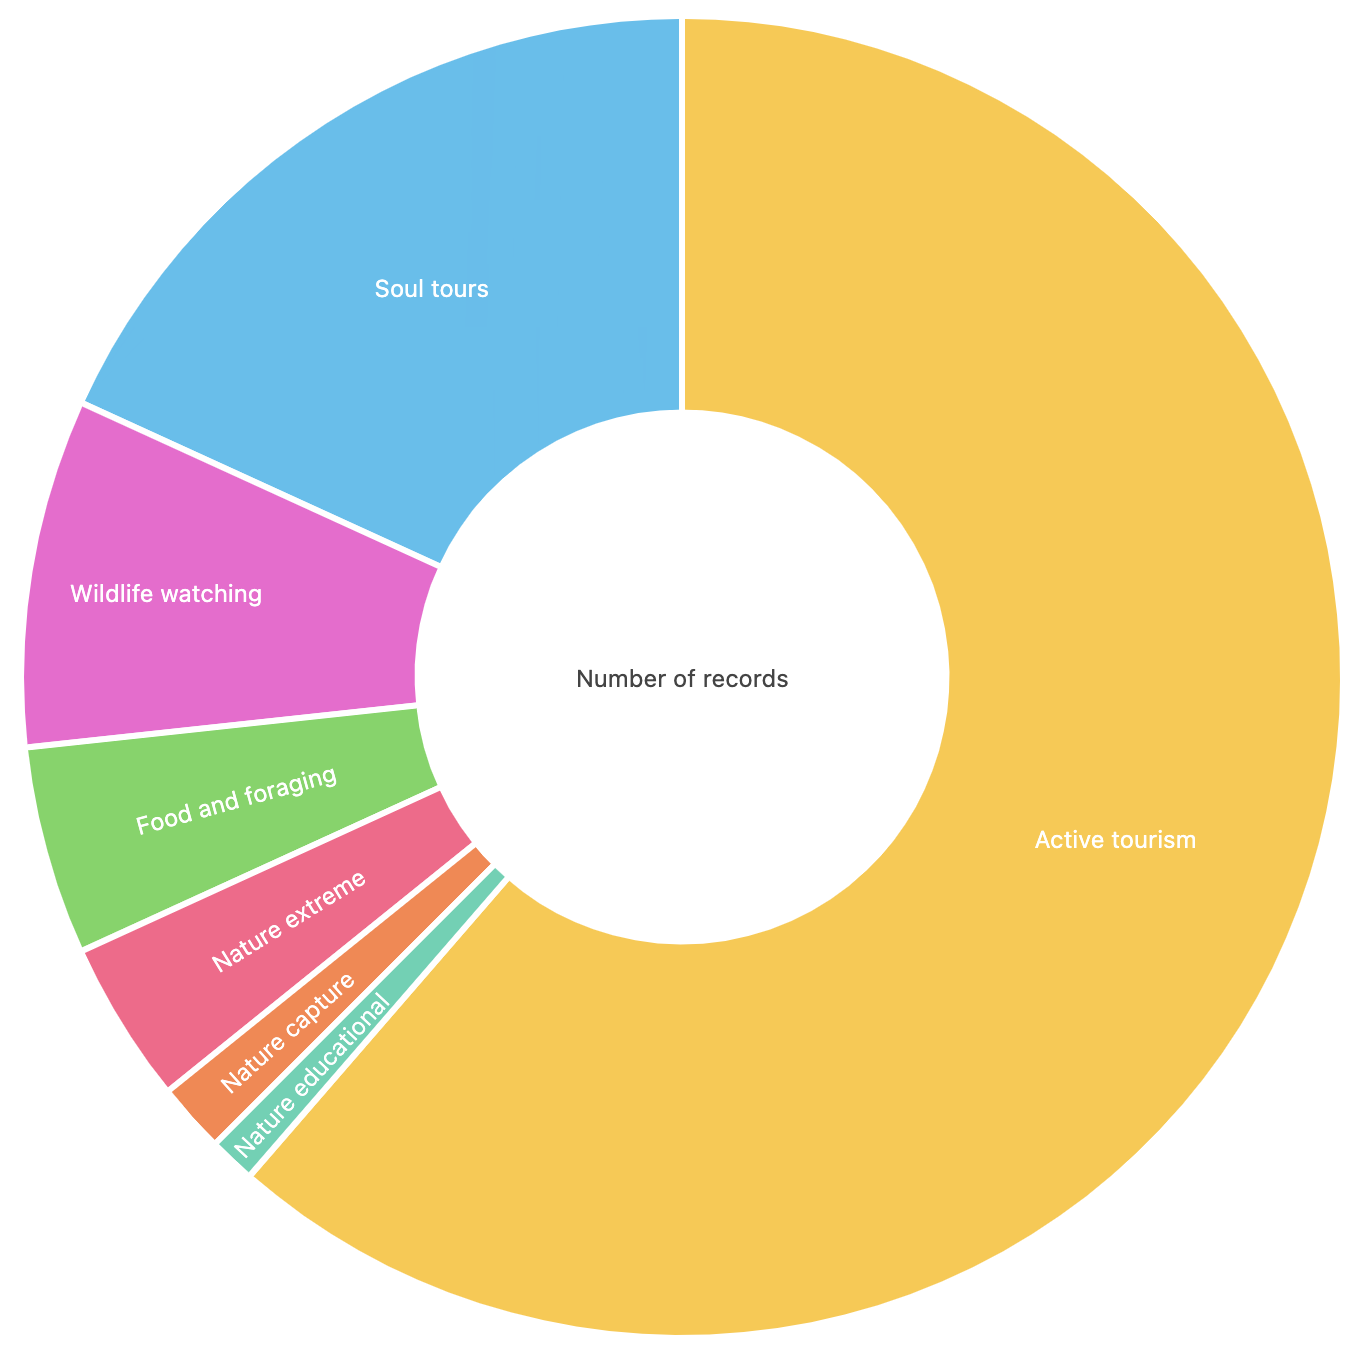 Soul tours
Wildlife watching
Number of records
Food and foraging
Active tourism
Nature extreme
Nature capture
Nature educational